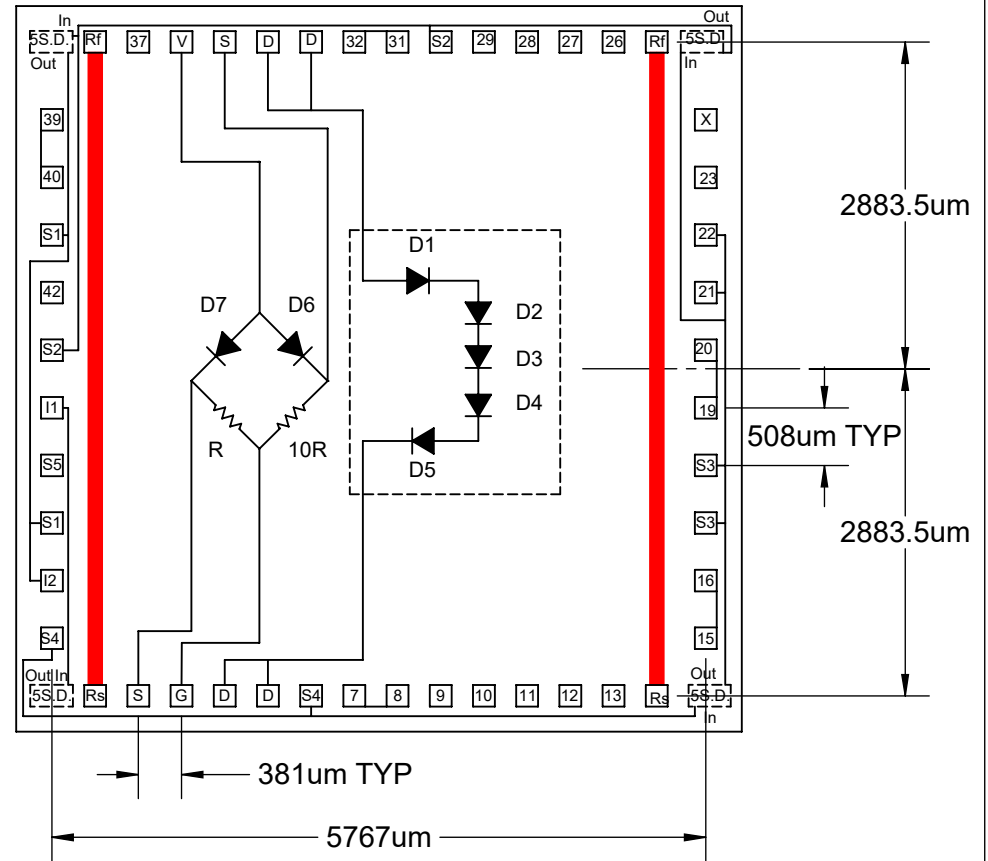 In Out
5S.D. Rf 37 V S D D 32 31 S2 29 28 27 26 Rf 5S.D
Out In
39 X
40 23
2883.5um
S1 22
D1
42 21
D7 D6 D2
S2 20
D3
I1 D4 19
508um TYP
R 10R
S5 D5 S3
S1 S3
2883.5um
I2 16
S4 15
Out In Out
5S.D. Rs S G D D S4 7 8 9 10 11 12 13 Rs 5S.D.
In
381um TYP
5767um